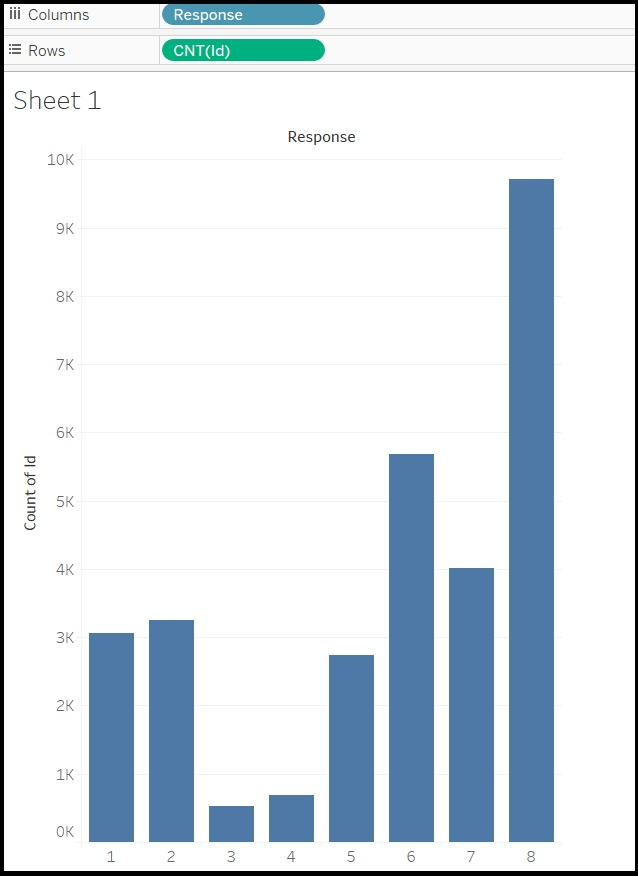 Columns Response
Rows CNT(Id)
Sheet 1
Response
10K
9K
8K
7K
6K
5K
4K
3K
2K
1K
0K
Count of Id
1 2 3 4 5 6 7 8